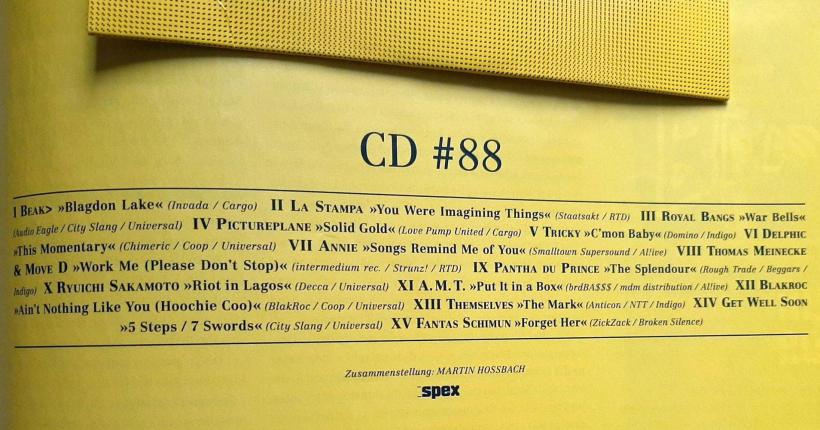 CD #88
I BEAK> »Blagdon Lake« (Invada / Cargo) II LA STAMPA »You Were Imagining Things« (Staatsakt / RTD) III ROYAL BANGS »War Bells«
(Audio Eagle / City Slang / Universal) IV PICTUREPLANE »Solid Gold« (Love Pump United / Cargo) V TRICKY »C'mon Baby« (Domino / Indigo) VI DELPHIC
»This Momentary« (Chimeric / Coop / Universal) VII ANNIE »Songs Remind Me of You« (Smalltown Supersound / Al!ive) VIII THOMAS MEINECKE
& MOVE D »Work Me (Please Don't Stop)« (intermedium rec. / Strunz! / RTD) IX PANTHA DU PRINCE »The Splendour« (Rough Trade / Beggars /
Indigo) X RYUICHI SAKAMOTO »Riot in Lagos« (Decca / Universal) XI A.M.T. »Put It in a Box« (brdBA$$$ / mdm distribution / Al!ive) XII BLAKROC
»Ain't Nothing Like You (Hoochie Coo)« (BlakRoc / Coop / Universal) XIII THEMSELVES »The Mark« (Anticon / NTT / Indigo) XIV GET WELL SOON
»5 Steps / 7 Swords« (City Slang / Universal) XV FANTAS SCHIMUN »Forget Her« (ZickZack / Broken Silence)
Zusammenstellung: MARTIN HOSSBACH
spex